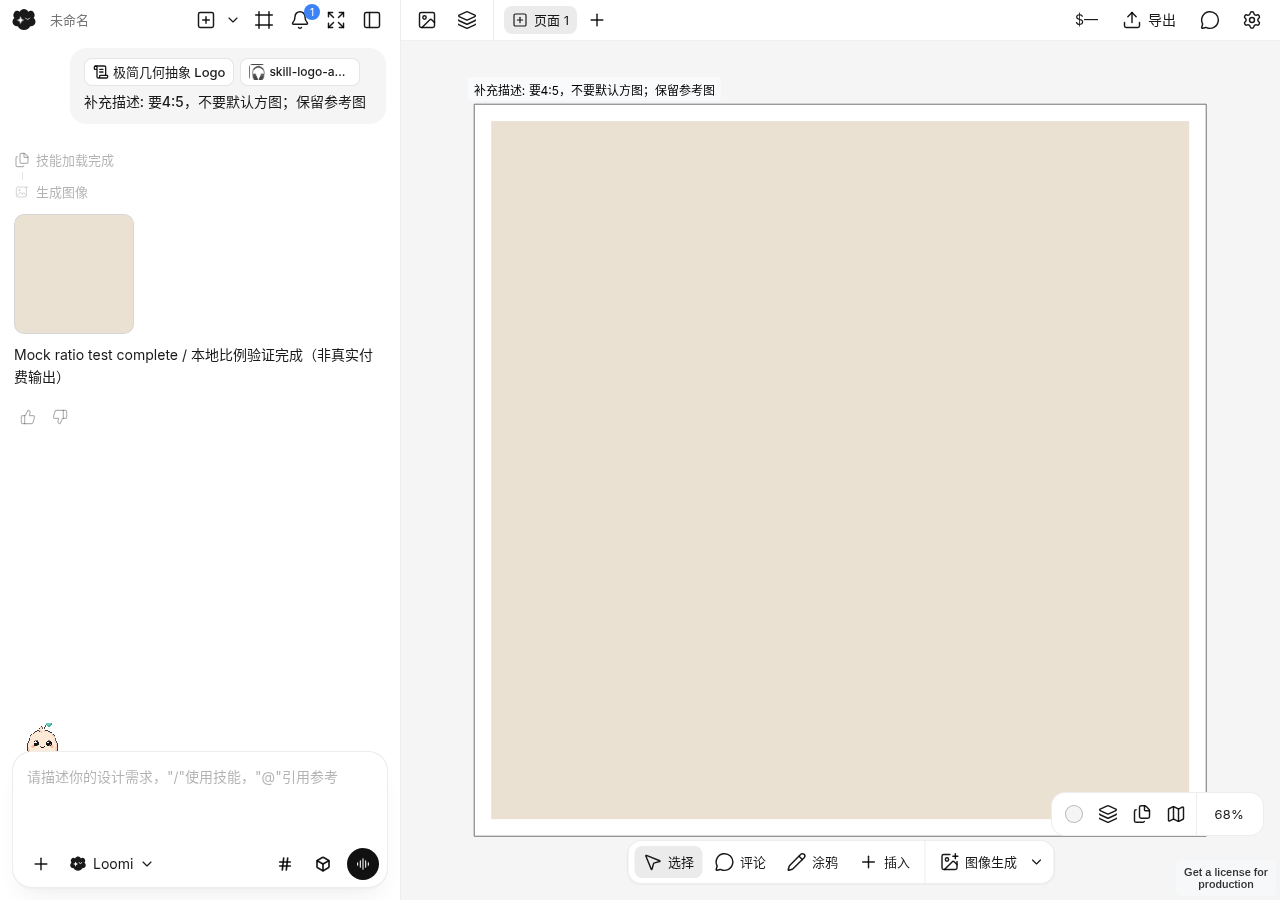 未命名
1
页面 1
$—
导出
极简几何抽象 Logo
skill-logo-a...
补充描述: 要4:5，不要默认方图；保留参考图
补充描述: 要4:5，不要默认方图；保留参考图
技能加载完成
生成图像
Mock ratio test complete / 本地比例验证完成（非真实付
费输出）
请描述你的设计需求，"/"使用技能，"@"引用参考
Loomi
68%
选择
评论
涂鸦
插入
图像生成
Get a license for
production